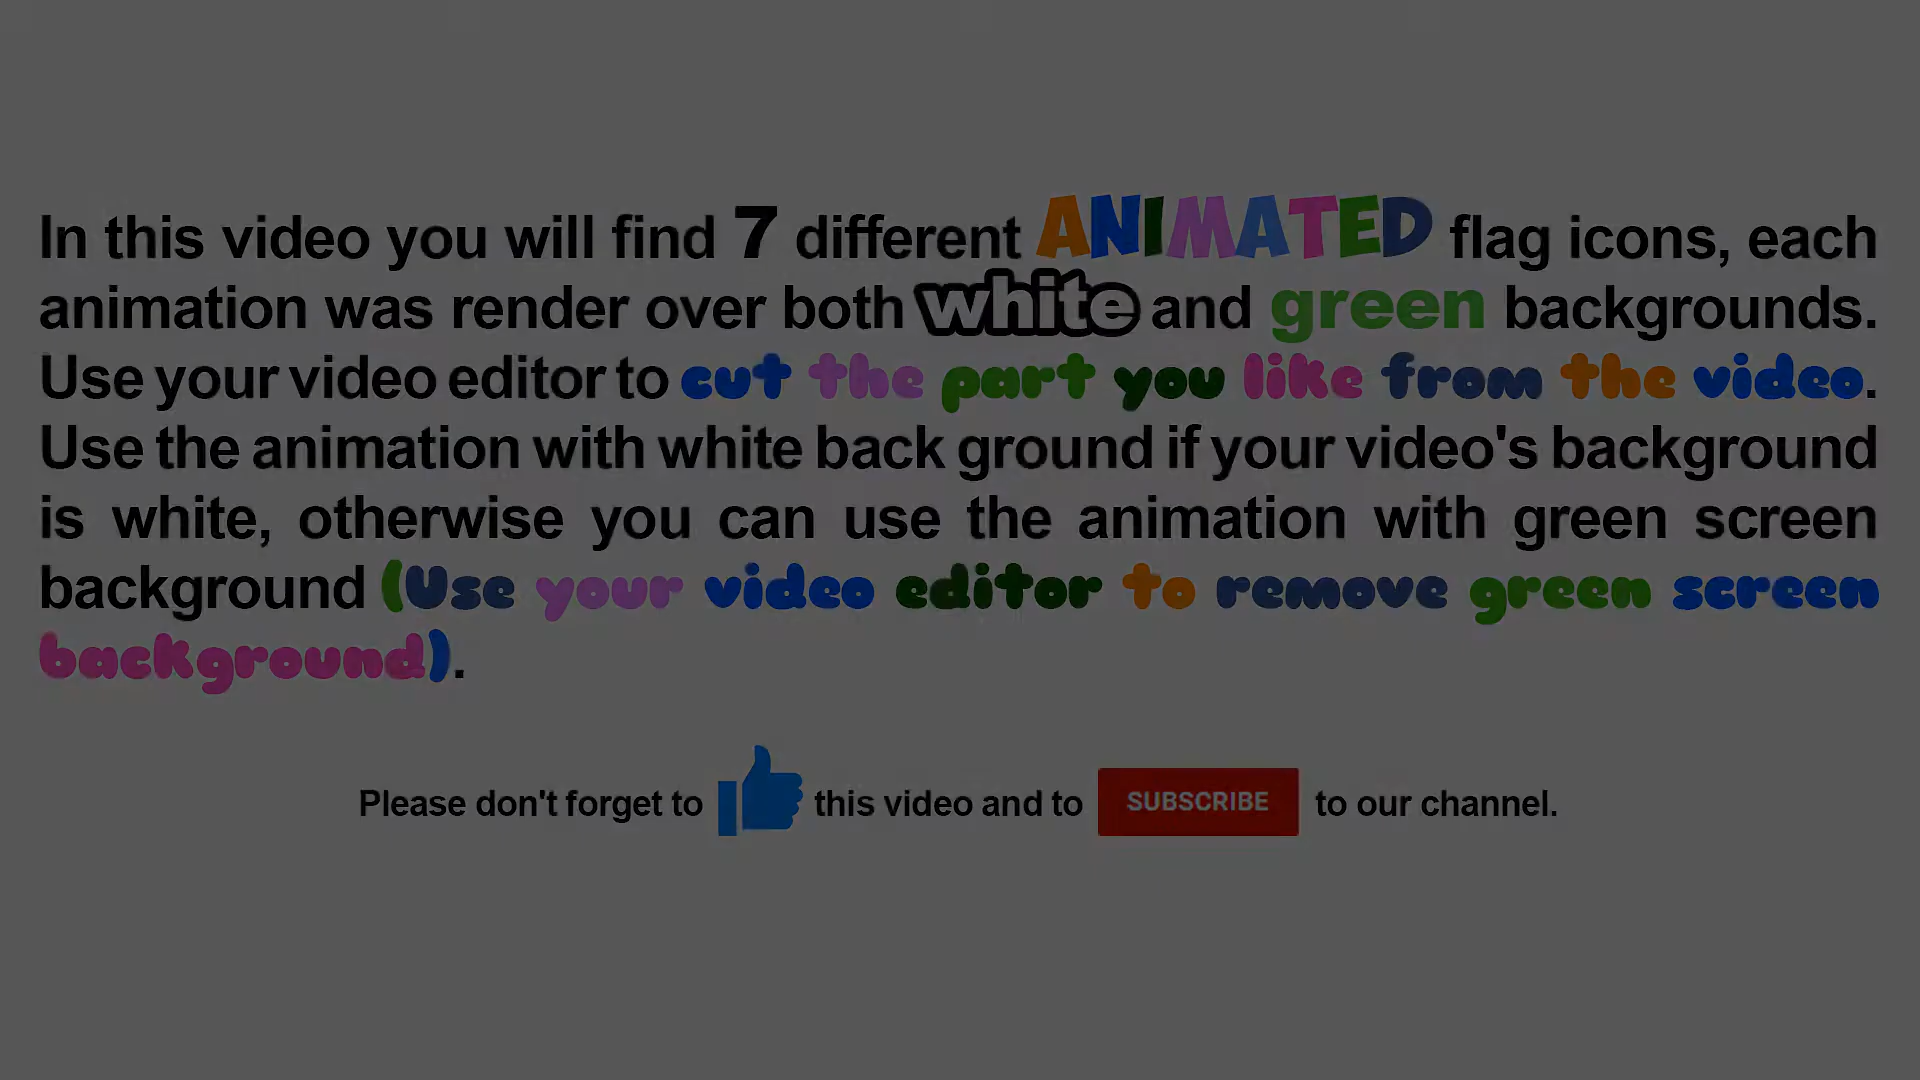 In this video you will find 7 different ANIMATED flag icons, each
animation was render over both white and green backgrounds.
Use your video editor to cut the part you like from the video.
Use the animation with white back ground if your video's background
is white, otherwise you can use the animation with green screen
background (Use your video editor to remove green screen
background).
Please don't forget to this video and to SUBSCRIBE to our channel.